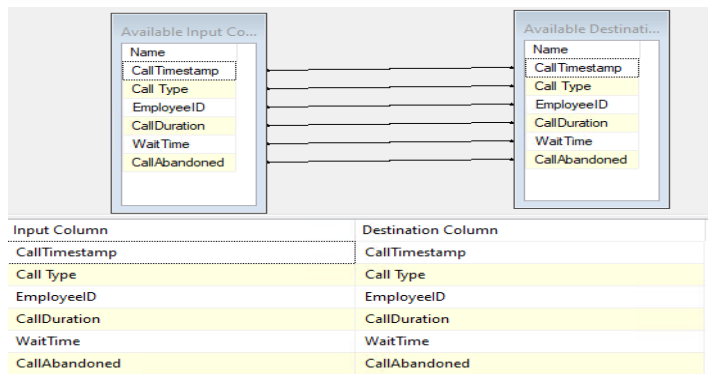 Available Input Co...
Name
CallTimestamp
Call Type
EmployeeID
CallDuration
WaitTime
CallAbandoned
Available Destinati...
Name
CallTimestamp
Call Type
EmployeeID
CallDuration
WaitTime
CallAbandoned
Input Column Destination Column
CallTimestamp CallTimestamp
Call Type Call Type
EmployeeID EmployeeID
CallDuration CallDuration
WaitTime WaitTime
CallAbandoned CallAbandoned